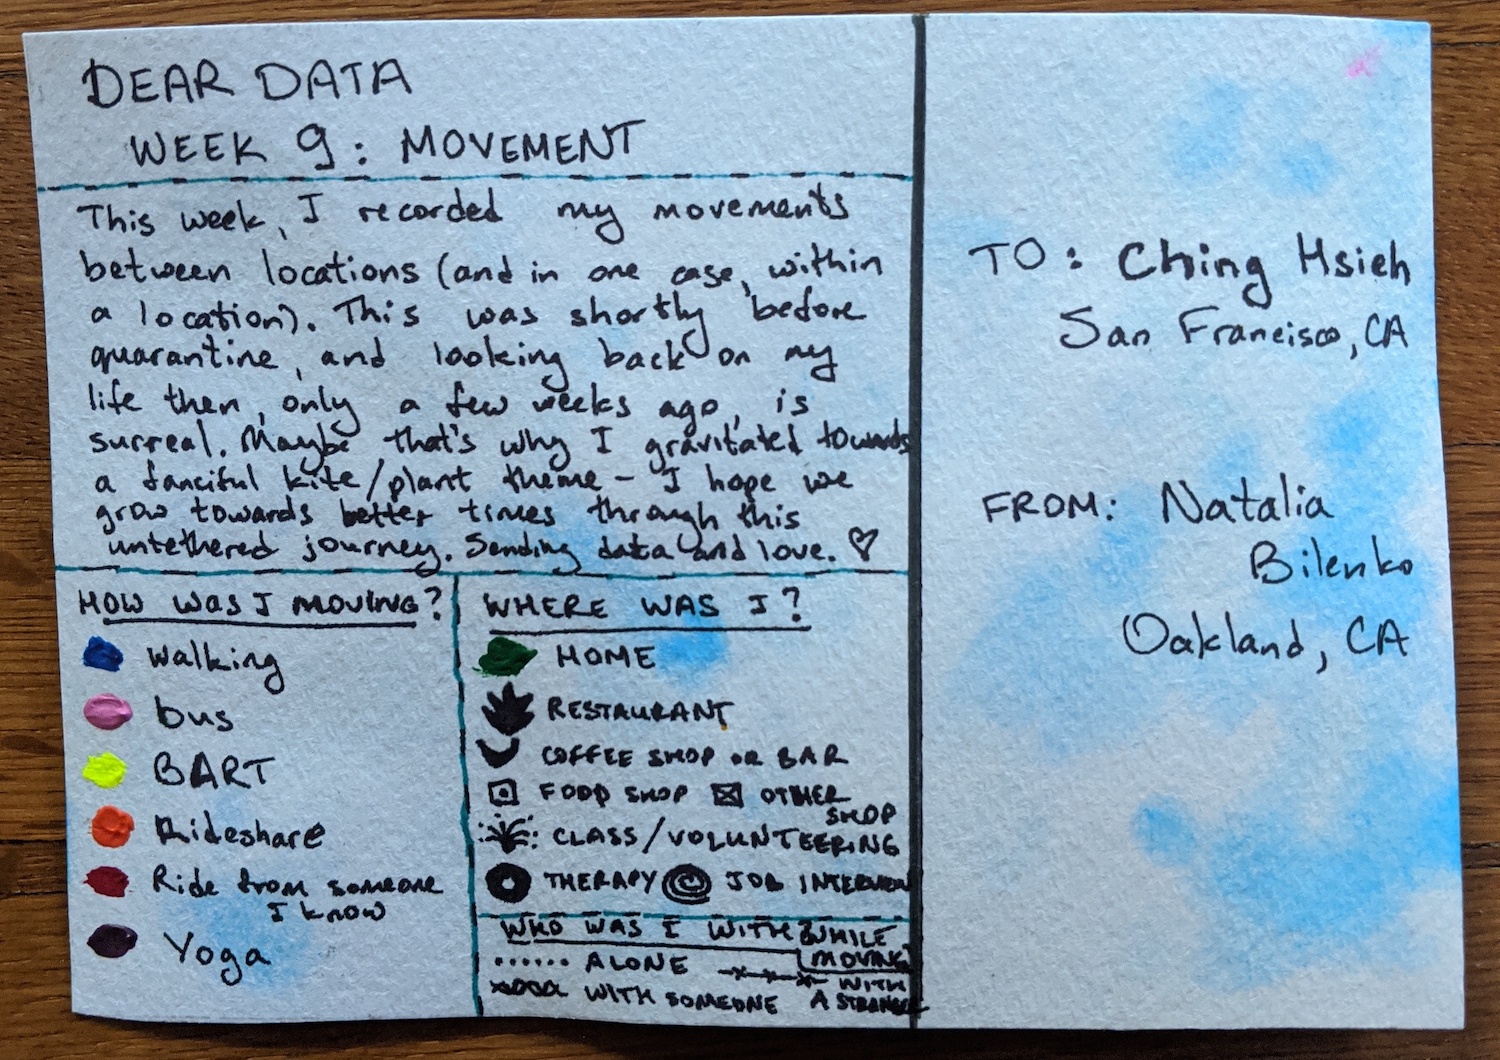 DEAR DATA
WEEK 9: MOVEMENT
This week, I recorded my movements
between locations (and in one case, within
a location). This was shortly before
quarantine, and looking back on my
life then, only a few weeks ago, is
surreal. Maybe that's why I gravitated towards
a fanciful kite/plant theme - I hope we
grow towards better times through this
untethered journey. Sending data and love. ♡
HOW WAS I MOVING?
walking
bus
BART
Rideshare
Ride from someone
I know
Yoga
WHERE WAS I?
HOME
RESTAURANT
COFFEE SHOP OR BAR
FOOD SHOP OTHER
SHOP
CLASS/VOLUNTEERING
THERAPY JOB INTERVIEW
WHO WAS I WITH WHILE
MOVING?
ALONE
WITH SOMEONE
WITH
A STRANGER
TO: Ching Hsieh
San Francisco, CA
FROM: Natalia
Bilenko
Oakland, CA